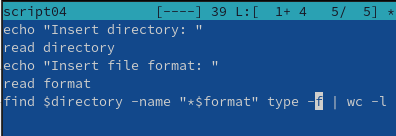 script04 [----] 39 L:[ 1+ 4 5/ 5] *
echo "Insert directory: "
read directory
echo "Insert file format: "
read format
find $directory -name "*$format" type -f | wc -l